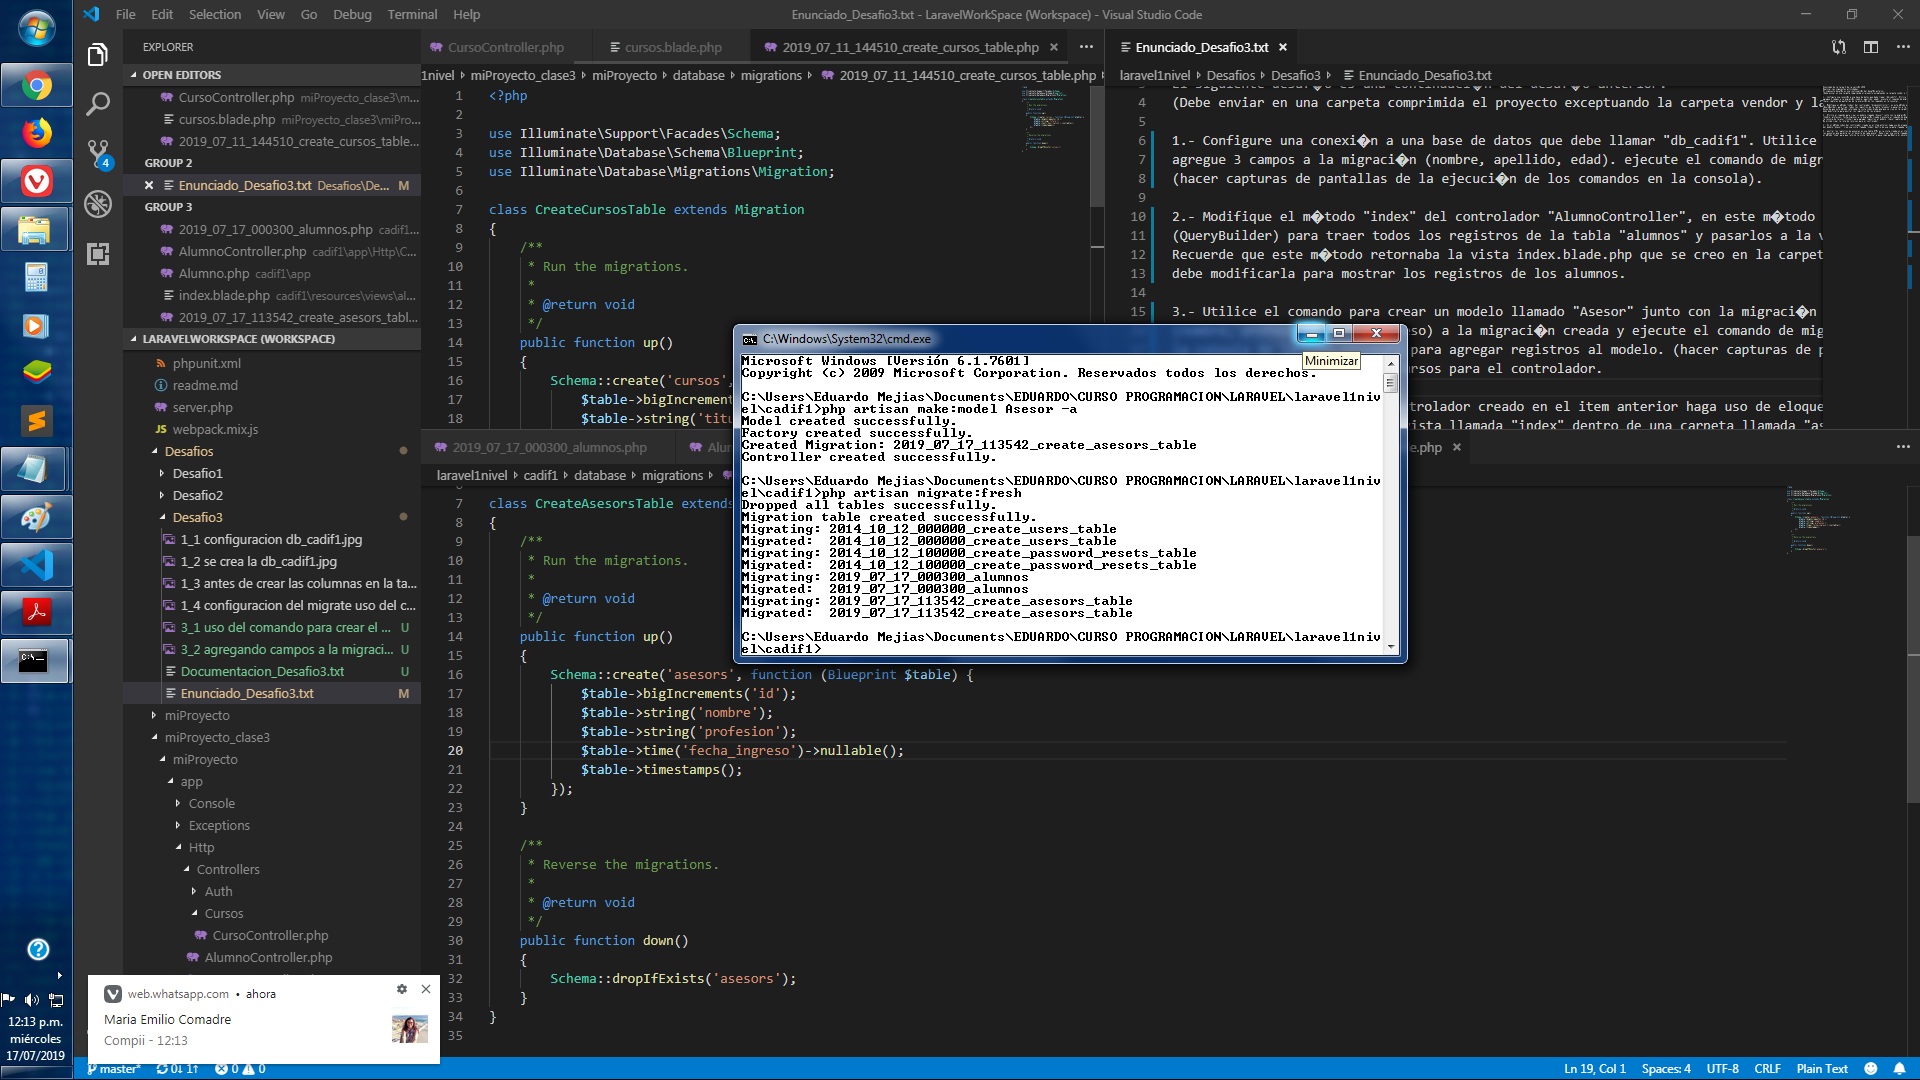 File Edit Selection View Go Debug Terminal Help
Enunciado_Desafio3.txt - LaravelWorkSpace (Workspace) - Visual Studio Code
EXPLORER
OPEN EDITORS
CursoController.php miProyecto_clase3\m...
cursos.blade.php miProyecto_clase3\miPro...
2019_07_11_144510_create_cursos_table...
GROUP 2
Enunciado_Desafio3.txt Desafios\De... M
GROUP 3
2019_07_17_000300_alumnos.php cadif1...
AlumnoController.php cadif1\app\Http\C...
Alumno.php cadif1\app
index.blade.php cadif1\resources\views\al...
2019_07_17_113542_create_asesors_tabl...
LARAVELWORKSPACE (WORKSPACE)
phpunit.xml
readme.md
server.php
webpack.mix.js
Desafios
Desafio1
Desafio2
Desafio3
1_1 configuracion db_cadif1.jpg
1_2 se crea la db_cadif1.jpg
1_3 antes de crear las columnas en la ta...
1_4 configuracion del migrate uso del c...
3_1 uso del comando para crear el ... U
3_2 agregando campos a la migraci... U
Documentacion_Desafio3.txt U
Enunciado_Desafio3.txt M
miProyecto
miProyecto_clase3
miProyecto
app
Console
Exceptions
Http
Controllers
Auth
Cursos
CursoController.php
AlumnoController.php
CursoController.php
cursos.blade.php
2019_07_11_144510_create_cursos_table.php
1nivel miProyecto_clase3 miProyecto database migrations 2019_07_11_144510_create_cursos_table.php
1 <?php
2
3 use Illuminate\Support\Facades\Schema;
4 use Illuminate\Database\Schema\Blueprint;
5 use Illuminate\Database\Migrations\Migration;
6
7 class CreateCursosTable extends Migration
8 {
9 /**
10 * Run the migrations.
11 *
12 * @return void
13 */
14 public function up()
15 {
16 Schema::create('cursos',
17 $table->bigIncrement
18 $table->string('titu
Enunciado_Desafio3.txt
laravel1nivel Desafios Desafio3 Enunciado_Desafio3.txt
4 (Debe enviar en una carpeta comprimida el proyecto exceptuando la carpeta vendor y la
5
6 1.- Configure una conexi�n a una base de datos que debe llamar "db_cadif1". Utilice
7 agregue 3 campos a la migraci�n (nombre, apellido, edad). ejecute el comando de migr
8 (hacer capturas de pantallas de la ejecuci�n de los comandos en la consola).
9
10 2.- Modifique el m�todo "index" del controlador "AlumnoController", en este m�todo
11 (QueryBuilder) para traer todos los registros de la tabla "alumnos" y pasarlos a la v
12 Recuerde que este m�todo retornaba la vista index.blade.php que se creo en la carpet
13 debe modificarla para mostrar los registros de los alumnos.
14
15 3.- Utilice el comando para crear un modelo llamado "Asesor" junto con la migraci�n
eso) a la migraci�n creada y ejecute el comando de mig
para agregar registros al modelo. (hacer capturas de p
rsos para el controlador.
trolador creado en el item anterior haga uso de eloque
ista llamada "index" dentro de una carpeta llamada "as
2019_07_17_000300_alumnos.php
Alur
e.php
laravel1nivel cadif1 database migrations
7 class CreateAsesorsTable extends
8 {
9 /**
10 * Run the migrations.
11 *
12 * @return void
13 */
14 public function up()
15 {
16 Schema::create('asesors', function (Blueprint $table) {
17 $table->bigIncrements('id');
18 $table->string('nombre');
19 $table->string('profesion');
20 $table->time('fecha_ingreso')->nullable();
21 $table->timestamps();
22 });
23 }
24
25 /**
26 * Reverse the migrations.
27 *
28 * @return void
29 */
30 public function down()
31 {
32 Schema::dropIfExists('asesors');
33 }
34 }
35
C:\Windows\System32\cmd.exe
Minimizar
Microsoft Windows [Versión 6.1.7601]
Copyright (c) 2009 Microsoft Corporation. Reservados todos los derechos.
C:\Users\Eduardo Mejias\Documents\EDUARDO\CURSO PROGRAMACION\LARAVEL\laravel1niv
el\cadif1>php artisan make:model Asesor -a
Model created successfully.
Factory created successfully.
Created Migration: 2019_07_17_113542_create_asesors_table
Controller created successfully.
C:\Users\Eduardo Mejias\Documents\EDUARDO\CURSO PROGRAMACION\LARAVEL\laravel1niv
el\cadif1>php artisan migrate:fresh
Dropped all tables successfully.
Migration table created successfully.
Migrating: 2014_10_12_000000_create_users_table
Migrated: 2014_10_12_000000_create_users_table
Migrating: 2014_10_12_100000_create_password_resets_table
Migrated: 2014_10_12_100000_create_password_resets_table
Migrating: 2019_07_17_000300_alumnos
Migrated: 2019_07_17_000300_alumnos
Migrating: 2019_07_17_113542_create_asesors_table
Migrated: 2019_07_17_113542_create_asesors_table
C:\Users\Eduardo Mejias\Documents\EDUARDO\CURSO PROGRAMACION\LARAVEL\laravel1niv
el\cadif1>
web.whatsapp.com • ahora
Maria Emilio Comadre
Compii - 12:13
12:13 p.m.
miércoles
17/07/2019
master* 0↓ 1↑ 0 0
Ln 19, Col 1 Spaces: 4 UTF-8 CRLF Plain Text